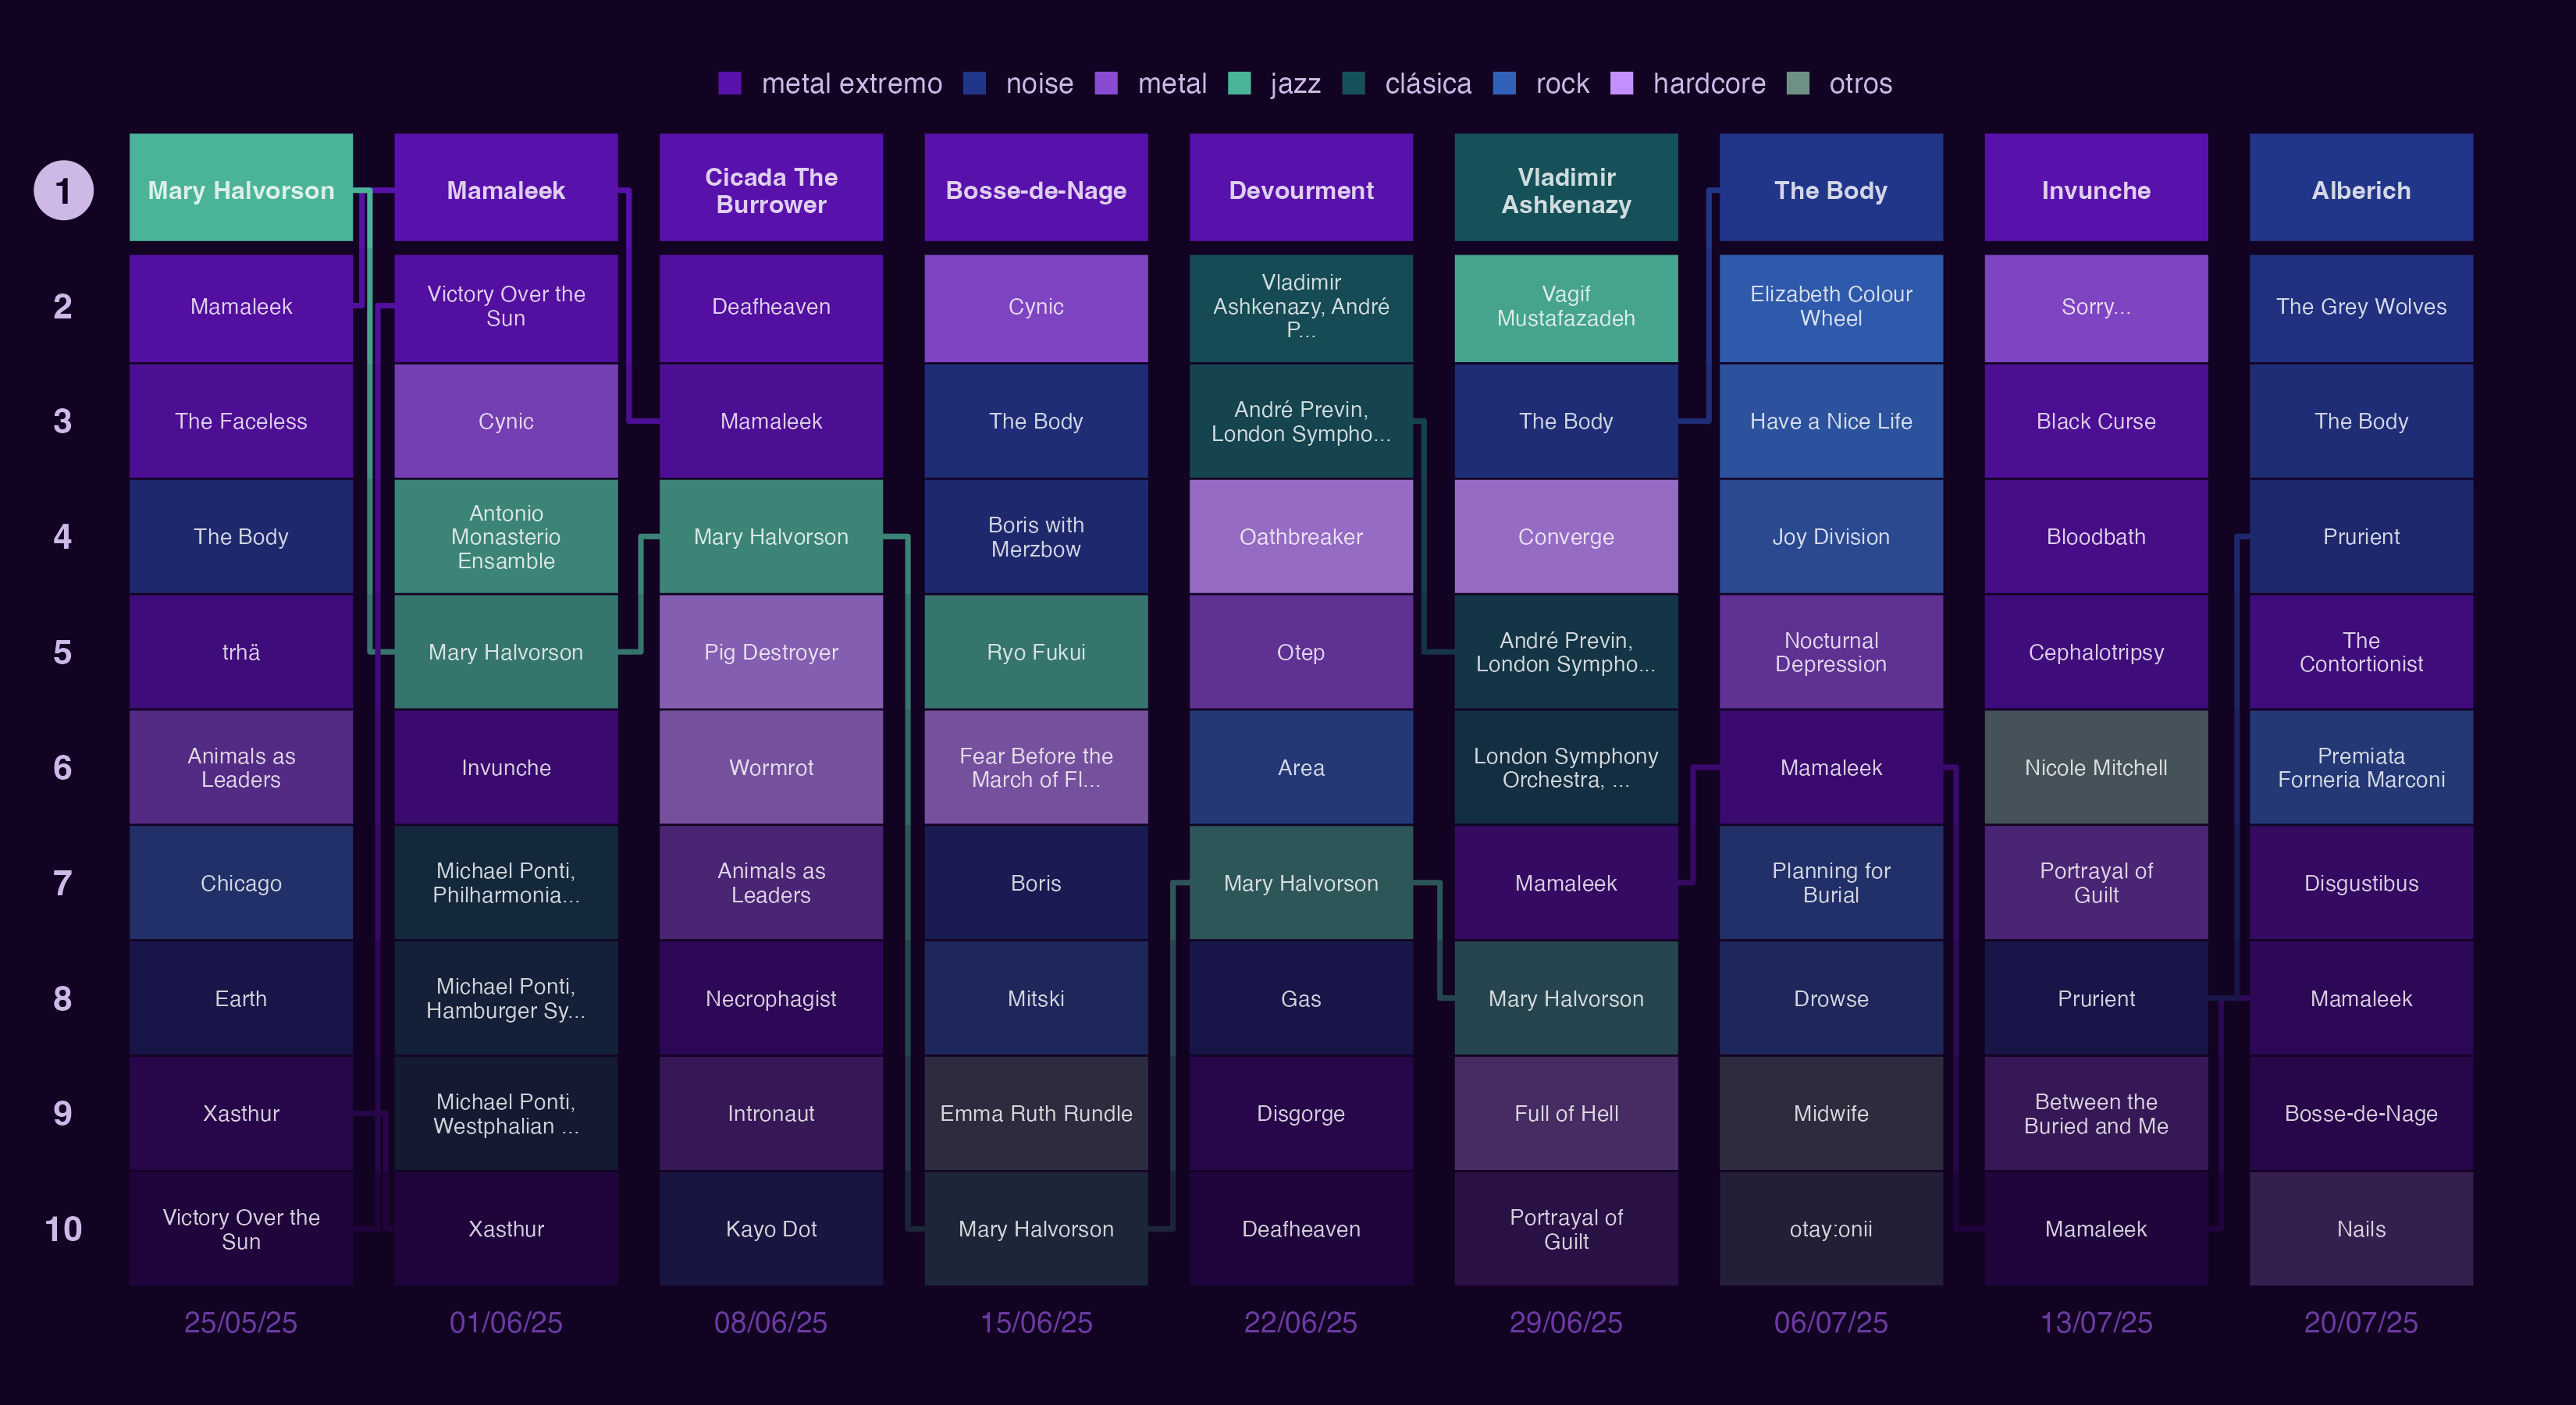 metal extremo noise metal jazz clásica rock hardcore otros
1
2
3
4
5
6
7
8
9
10
Mary Halvorson
Mamaleek
The Faceless
The Body
trhä
Animals as
Leaders
Chicago
Earth
Xasthur
Victory Over the
Sun
25/05/25
Mamaleek
Victory Over the
Sun
Cynic
Antonio
Monasterio
Ensamble
Mary Halvorson
Invunche
Michael Ponti,
Philharmonia...
Michael Ponti,
Hamburger Sy...
Michael Ponti,
Westphalian ...
Xasthur
01/06/25
Cicada The
Burrower
Deafheaven
Mamaleek
Mary Halvorson
Pig Destroyer
Wormrot
Animals as
Leaders
Necrophagist
Intronaut
Kayo Dot
08/06/25
Bosse-de-Nage
Cynic
The Body
Boris with
Merzbow
Ryo Fukui
Fear Before the
March of Fl...
Boris
Mitski
Emma Ruth Rundle
Mary Halvorson
15/06/25
Devourment
Vladimir
Ashkenazy, André
P...
André Previn,
London Sympho...
Oathbreaker
Otep
Area
Mary Halvorson
Gas
Disgorge
Deafheaven
22/06/25
Vladimir
Ashkenazy
Vagif
Mustafazadeh
The Body
Converge
André Previn,
London Sympho...
London Symphony
Orchestra, ...
Mamaleek
Mary Halvorson
Full of Hell
Portrayal of
Guilt
29/06/25
The Body
Elizabeth Colour
Wheel
Have a Nice Life
Joy Division
Nocturnal
Depression
Mamaleek
Planning for
Burial
Drowse
Midwife
otay:onii
06/07/25
Invunche
Sorry...
Black Curse
Bloodbath
Cephalotripsy
Nicole Mitchell
Portrayal of
Guilt
Prurient
Between the
Buried and Me
Mamaleek
13/07/25
Alberich
The Grey Wolves
The Body
Prurient
The
Contortionist
Premiata
Forneria Marconi
Disgustibus
Mamaleek
Bosse-de-Nage
Nails
20/07/25